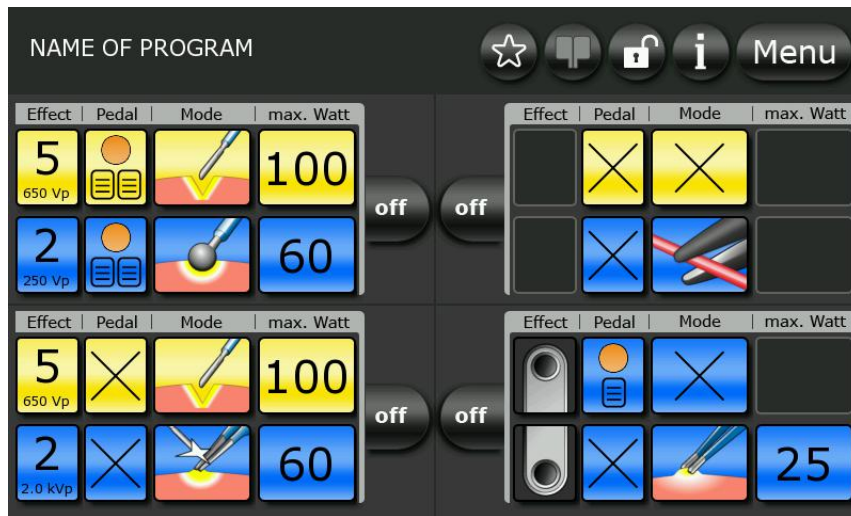 NAME OF PROGRAM
i
Menu
Effect | Pedal | Mode | max. Watt
5
650 Vp
100
2
250 Vp
60
off
off
Effect | Pedal | Mode | max. Watt
Effect | Pedal | Mode | max. Watt
5
650 Vp
100
2
2.0 kVp
60
off
off
Effect | Pedal | Mode | max. Watt
25